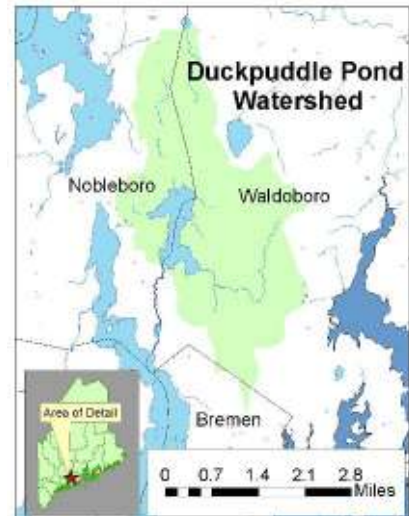 Duckpuddle Pond
Watershed
Nobleboro
Waldoboro
Area of Detail
Bremen
0 0.7 1.4 2.1 2.8
Miles